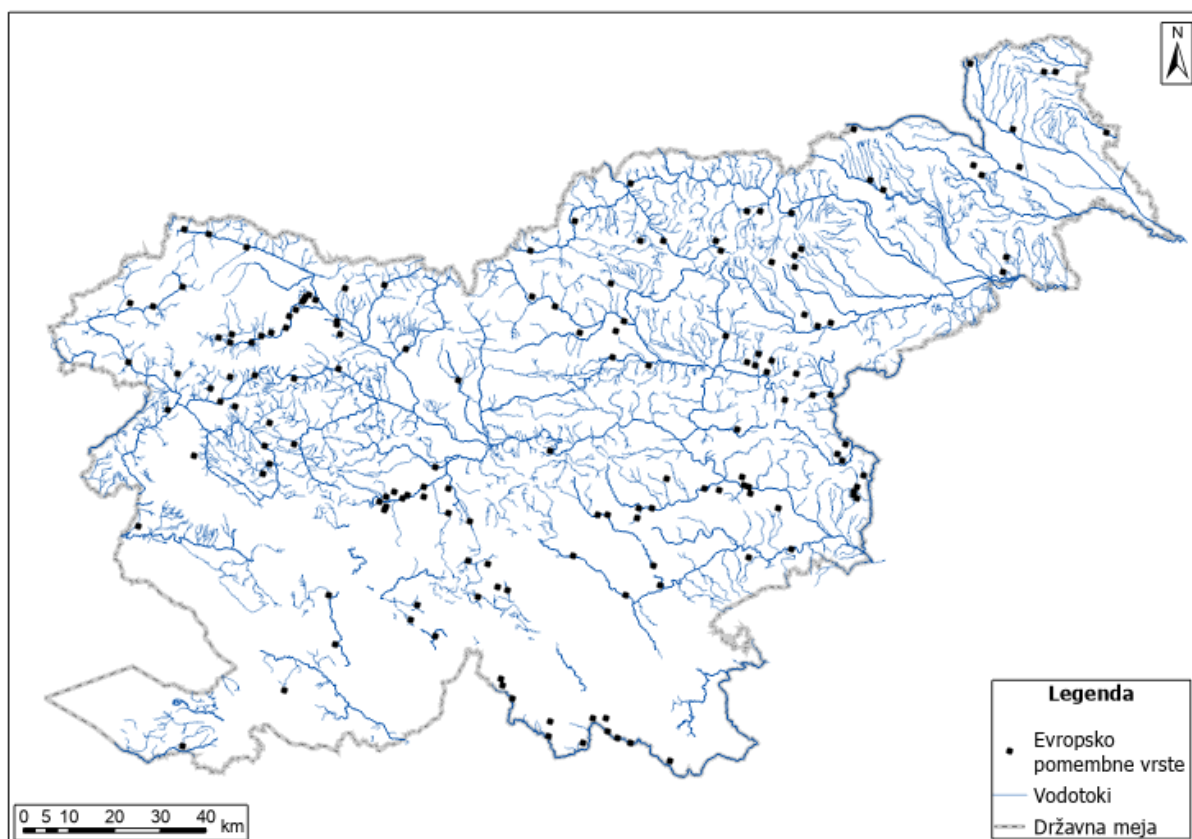 N
Legenda
Evropsko
pomembne vrste
Vodotoki
Državna meja
0 5 10 20 30 40 km